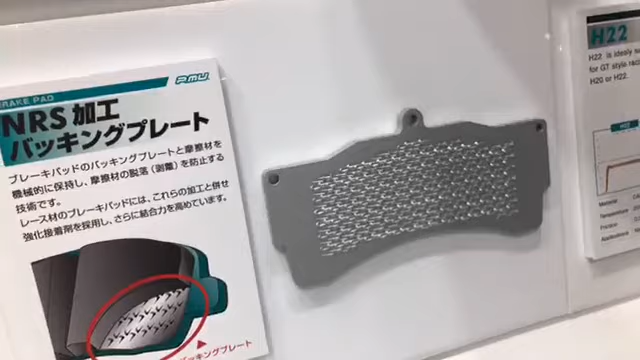 BRAKE PAD
PMU
NRS 加工
バッキングプレート
ブレーキパッドのバッキングプレートと摩擦材を
機械的に保持し、摩擦材の脱落（剥離）を防止する
技術です。
レース材のブレーキパッドには、これらの加工と併せ
強化接着剤を採用し、さらに結合力を高めています。
バッキングプレート
H22
H22 is idealy
for GT style
H20 or H22.
Material
Temperature
Friction